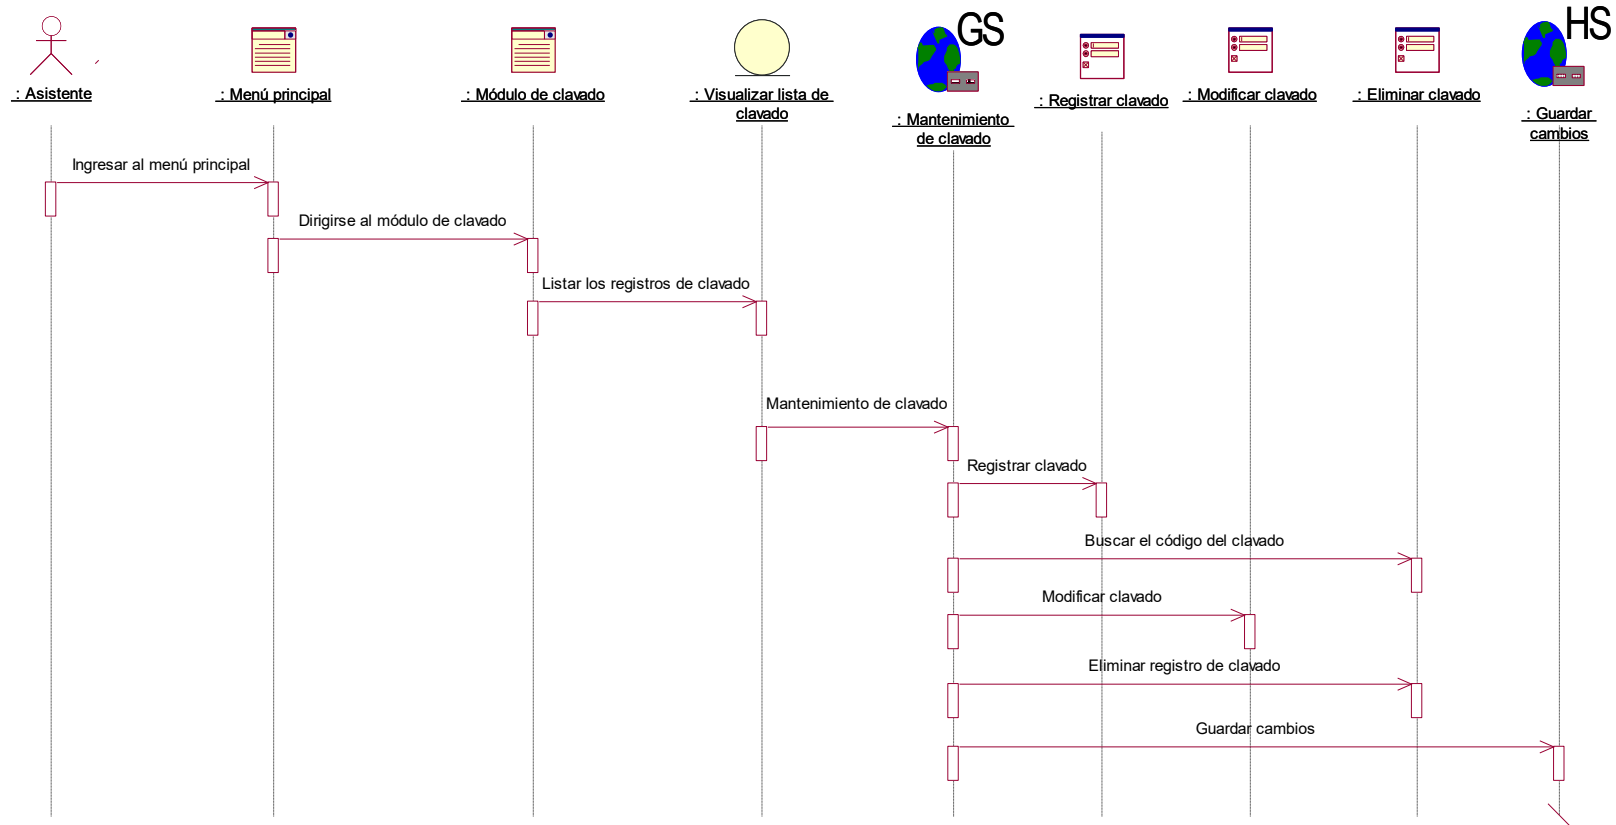 GS
HS
: Asistente
: Menú principal
: Módulo de clavado
: Visualizar lista de
clavado
: Mantenimiento
de clavado
: Registrar clavado
: Modificar clavado
: Eliminar clavado
: Guardar
cambios
Ingresar al menú principal
Dirigirse al módulo de clavado
Listar los registros de clavado
Mantenimiento de clavado
Registrar clavado
Buscar el código del clavado
Modificar clavado
Eliminar registro de clavado
Guardar cambios